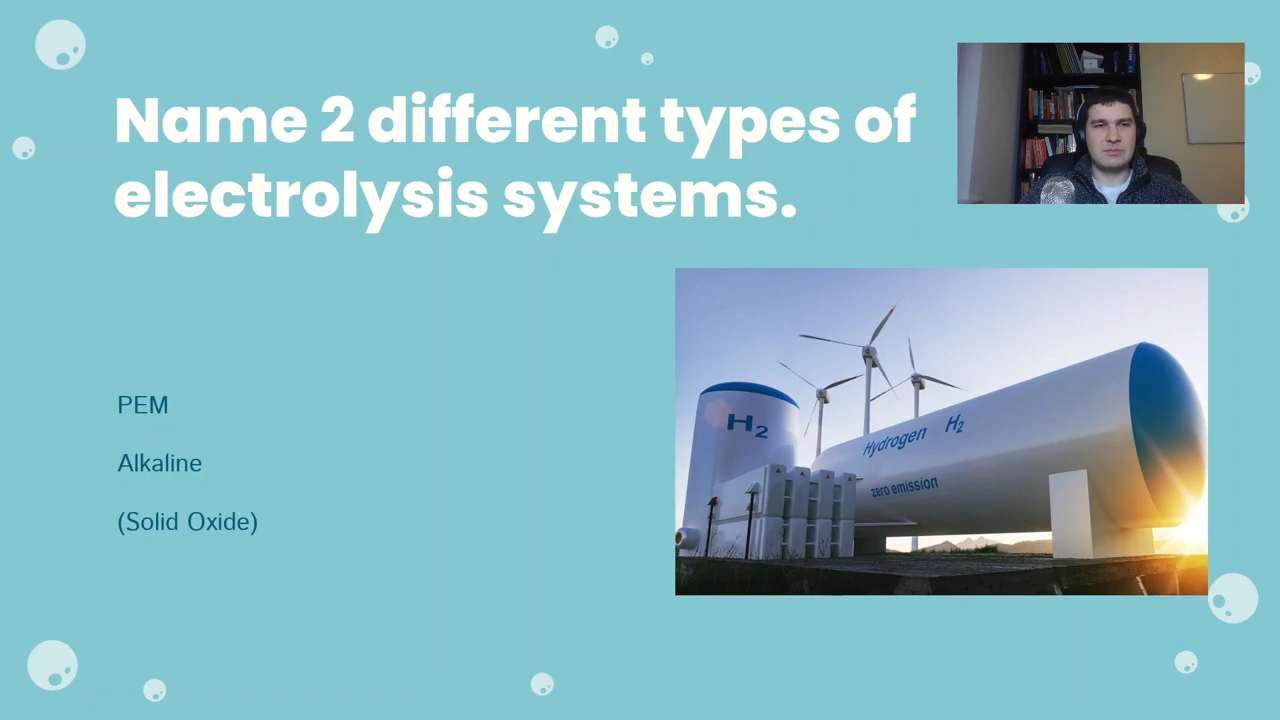 Name 2 different types of
electrolysis systems.
PEM
Alkaline
(Solid Oxide)
H₂
Hydrogen H₂
zero emission